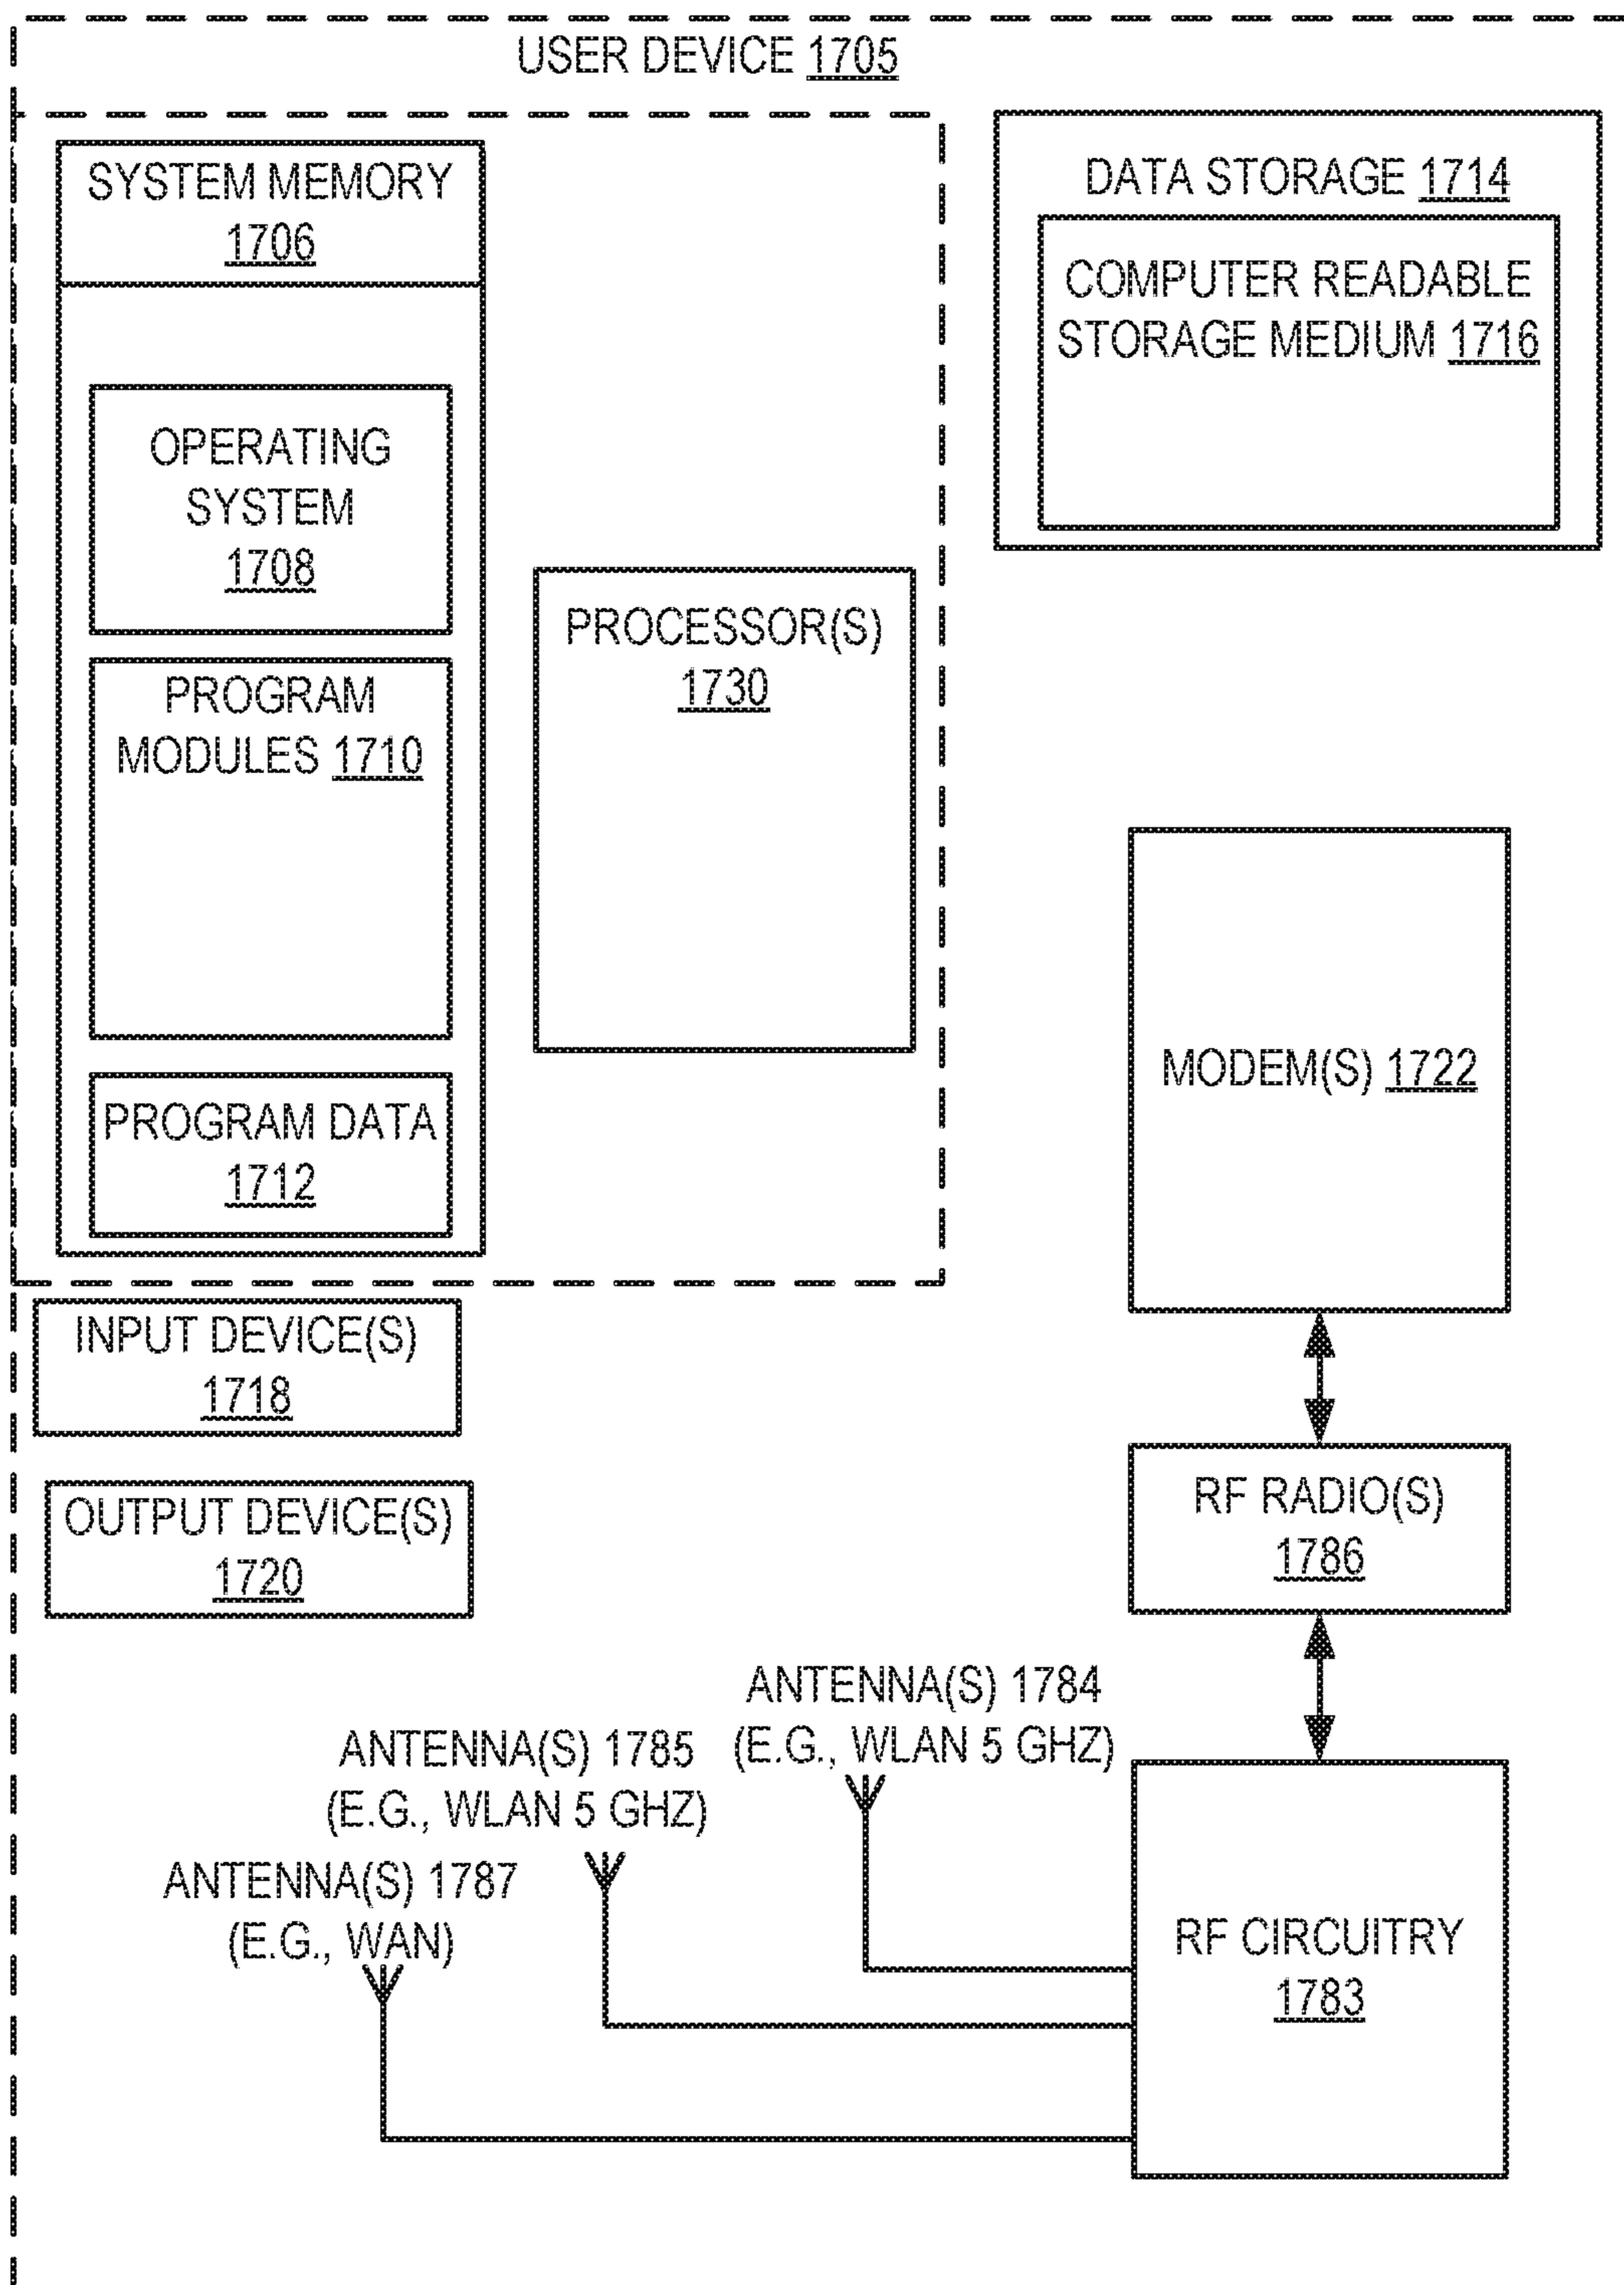 USER DEVICE 1705
SYSTEM MEMORY
1706
OPERATING
SYSTEM
1708
PROGRAM
MODULES 1710
PROGRAM DATA
1712
PROCESSOR(S)
1730
DATA STORAGE 1714
COMPUTER READABLE
STORAGE MEDIUM 1716
MODEM(S) 1722
INPUT DEVICE(S)
1718
OUTPUT DEVICE(S)
1720
RF RADIO(S)
1786
ANTENNA(S) 1784
(E.G., WLAN 5 GHZ)
ANTENNA(S) 1785
(E.G., WLAN 5 GHZ)
ANTENNA(S) 1787
(E.G., WAN)
RF CIRCUITRY
1783